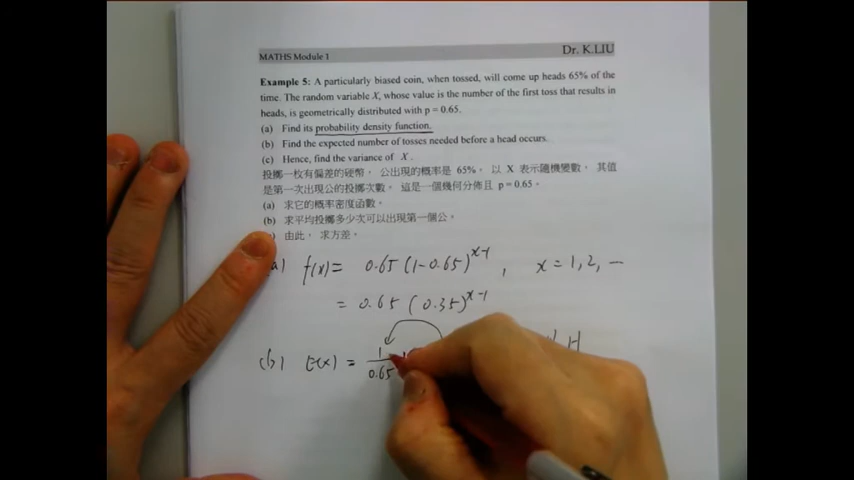 MATHS Module 1 Dr. K.LIU
Example 5: A particularly biased coin, when tossed, will come up heads 65% of the
time. The random variable X, whose value is the number of the first toss that results in
heads, is geometrically distributed with p = 0.65.
(a) Find its probability density function.
(b) Find the expected number of tosses needed before a head occurs.
(c) Hence, find the variance of X.
投擲一枚有偏差的硬幣，公出現的概率是 65%。以 X 表示隨機變數，其值
是第一次出現公的投擲次數。這是一個幾何分佈且 p = 0.65。
(a) 求它的概率密度函數。
(b) 求平均投擲多少次可以出現第一個公。
) 由此，求方差。
a) f(x) = 0.65 (1-0.65)^{x-1} , x = 1, 2, ...
= 0.65 (0.35)^{x-1}
(b) E(x) = 1/0.65 H